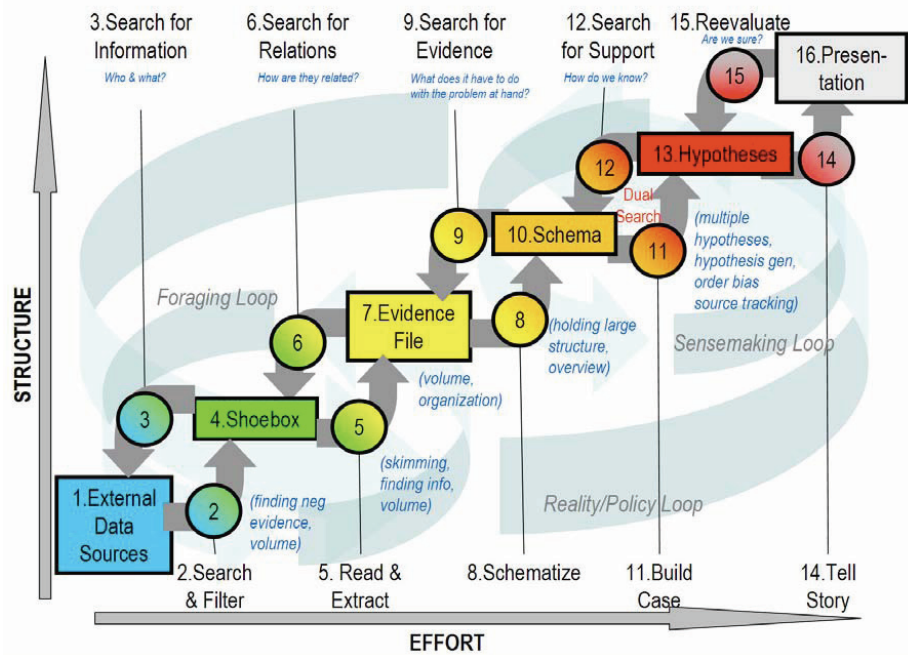 3.Search for
Information
Who & what?
6.Search for
Relations
How are they related?
9.Search for
Evidence
What does it have to do
with the problem at hand?
12.Search
for Support
How do we know?
15.Reevaluate
Are we sure?
16.Presen-
tation
15
14
13.Hypotheses
12
Dual
Search
11
(multiple
hypotheses,
hypothesis gen,
order bias
source tracking)
10.Schema
9
8
(holding large
structure,
overview)
Sensemaking Loop
Foraging Loop
7.Evidence
File
6
(volume,
organization)
4.Shoebox
3
5
(skimming,
finding info,
volume)
Reality/Policy Loop
1.External
Data
Sources
2
(finding neg
evidence,
volume)
2.Search
& Filter
5. Read &
Extract
8.Schematize
11.Build
Case
14.Tell
Story
STRUCTURE
EFFORT